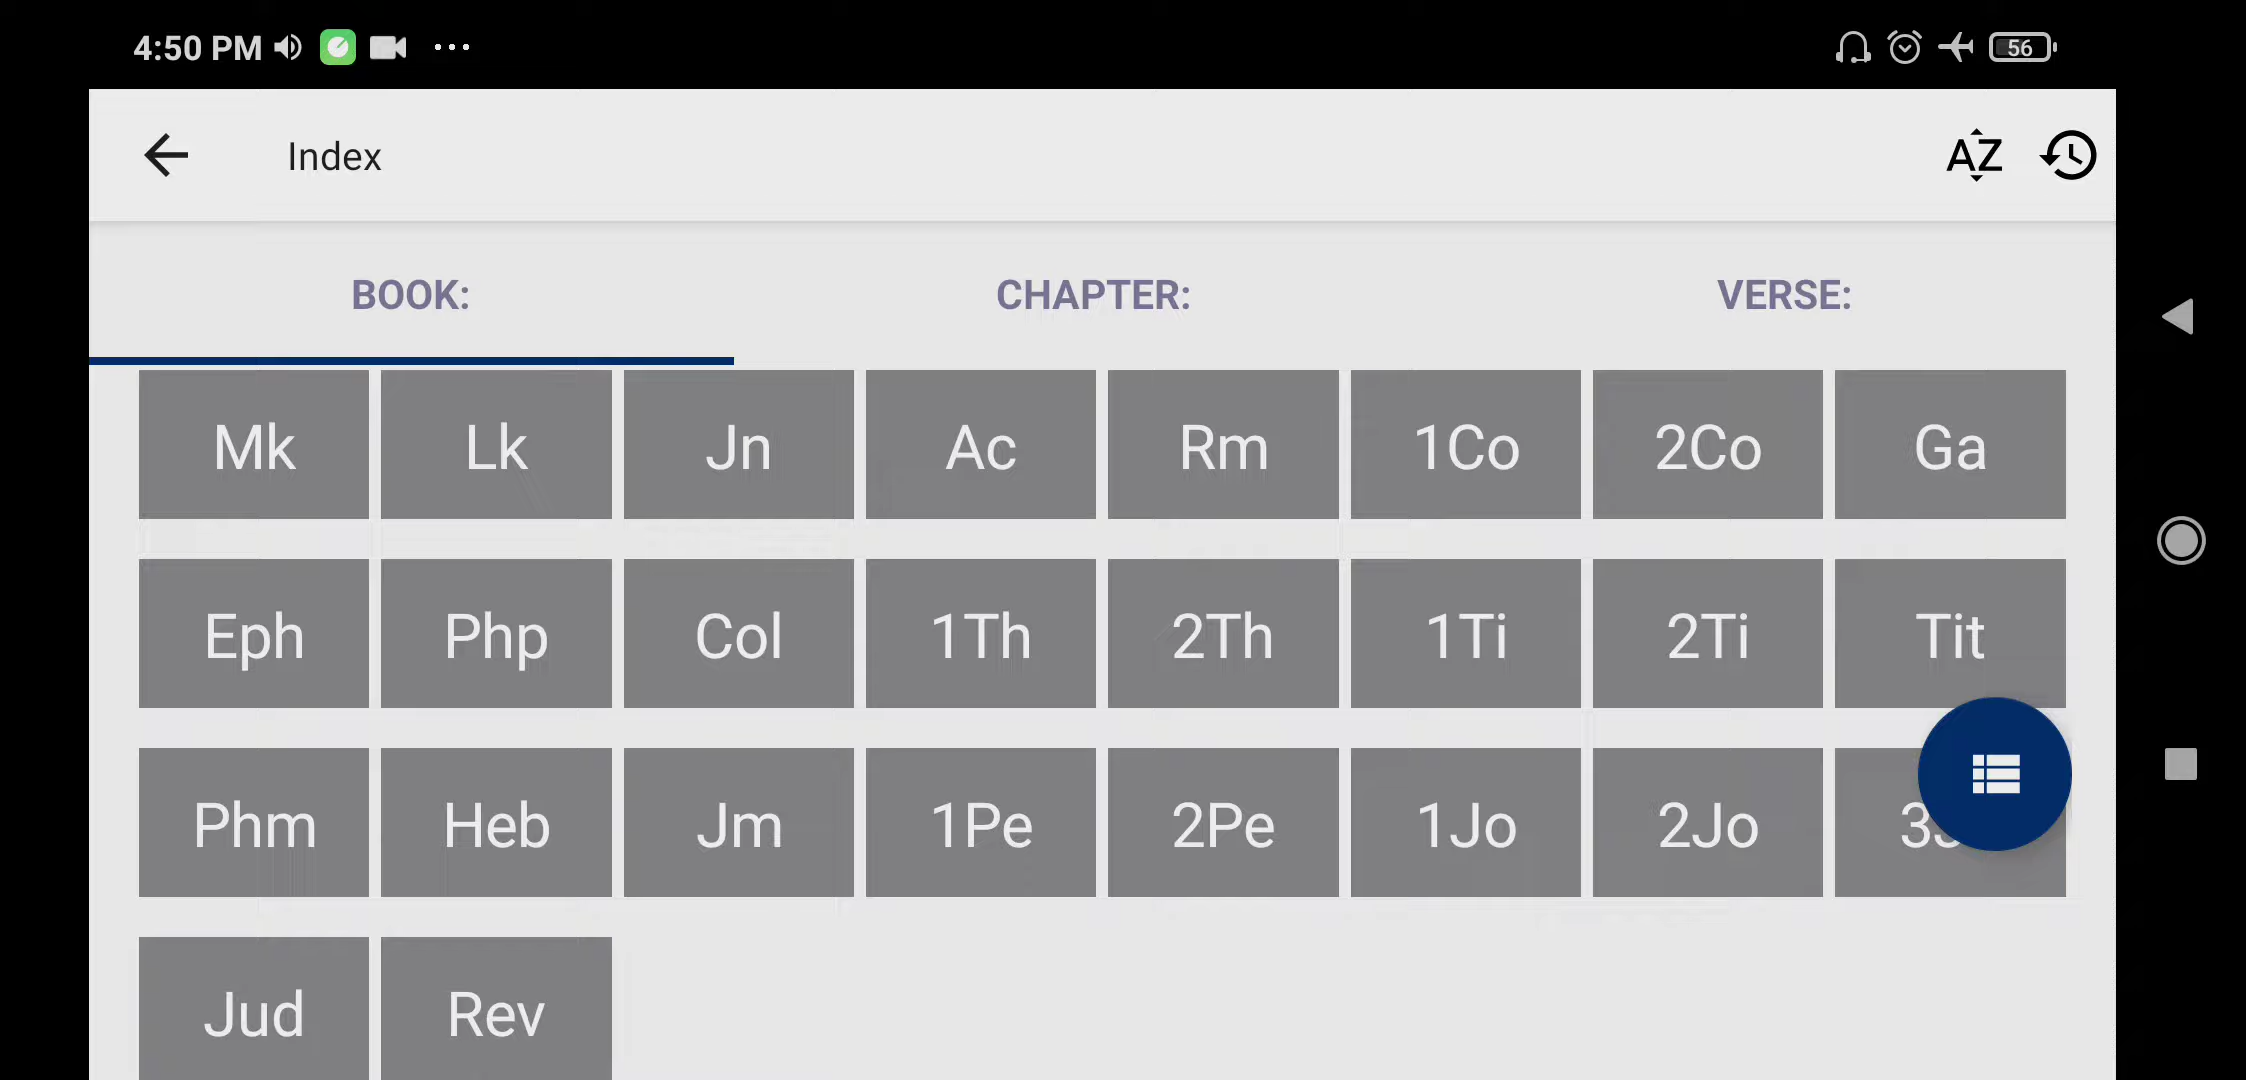 4:50 PM
56
Index
AZ
BOOK: CHAPTER: VERSE:
Mk Lk Jn Ac Rm 1Co 2Co Ga
Eph Php Col 1Th 2Th 1Ti 2Ti Tit
Phm Heb Jm 1Pe 2Pe 1Jo 2Jo
Jud Rev